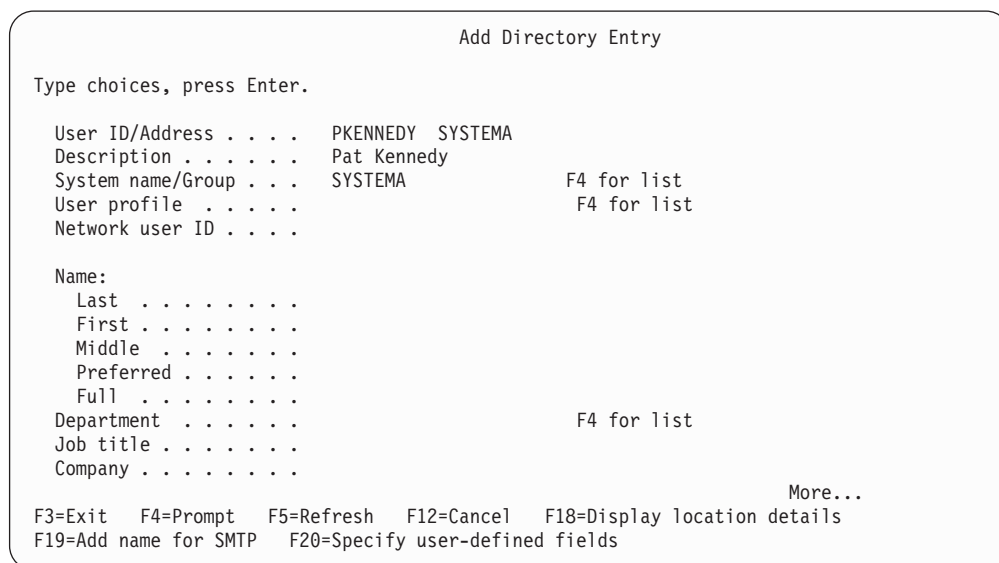 Add Directory Entry
Type choices, press Enter.
User ID/Address . . . . PKENNEDY SYSTEMA
Description . . . . . . Pat Kennedy
System name/Group . . . SYSTEMA F4 for list
User profile . . . . . F4 for list
Network user ID . . . .
Name:
Last . . . . . . . .
First . . . . . . . .
Middle . . . . . . .
Preferred . . . . . .
Full . . . . . . . .
Department . . . . . . F4 for list
Job title . . . . . . .
Company . . . . . . . .
More...
F3=Exit F4=Prompt F5=Refresh F12=Cancel F18=Display location details
F19=Add name for SMTP F20=Specify user-defined fields